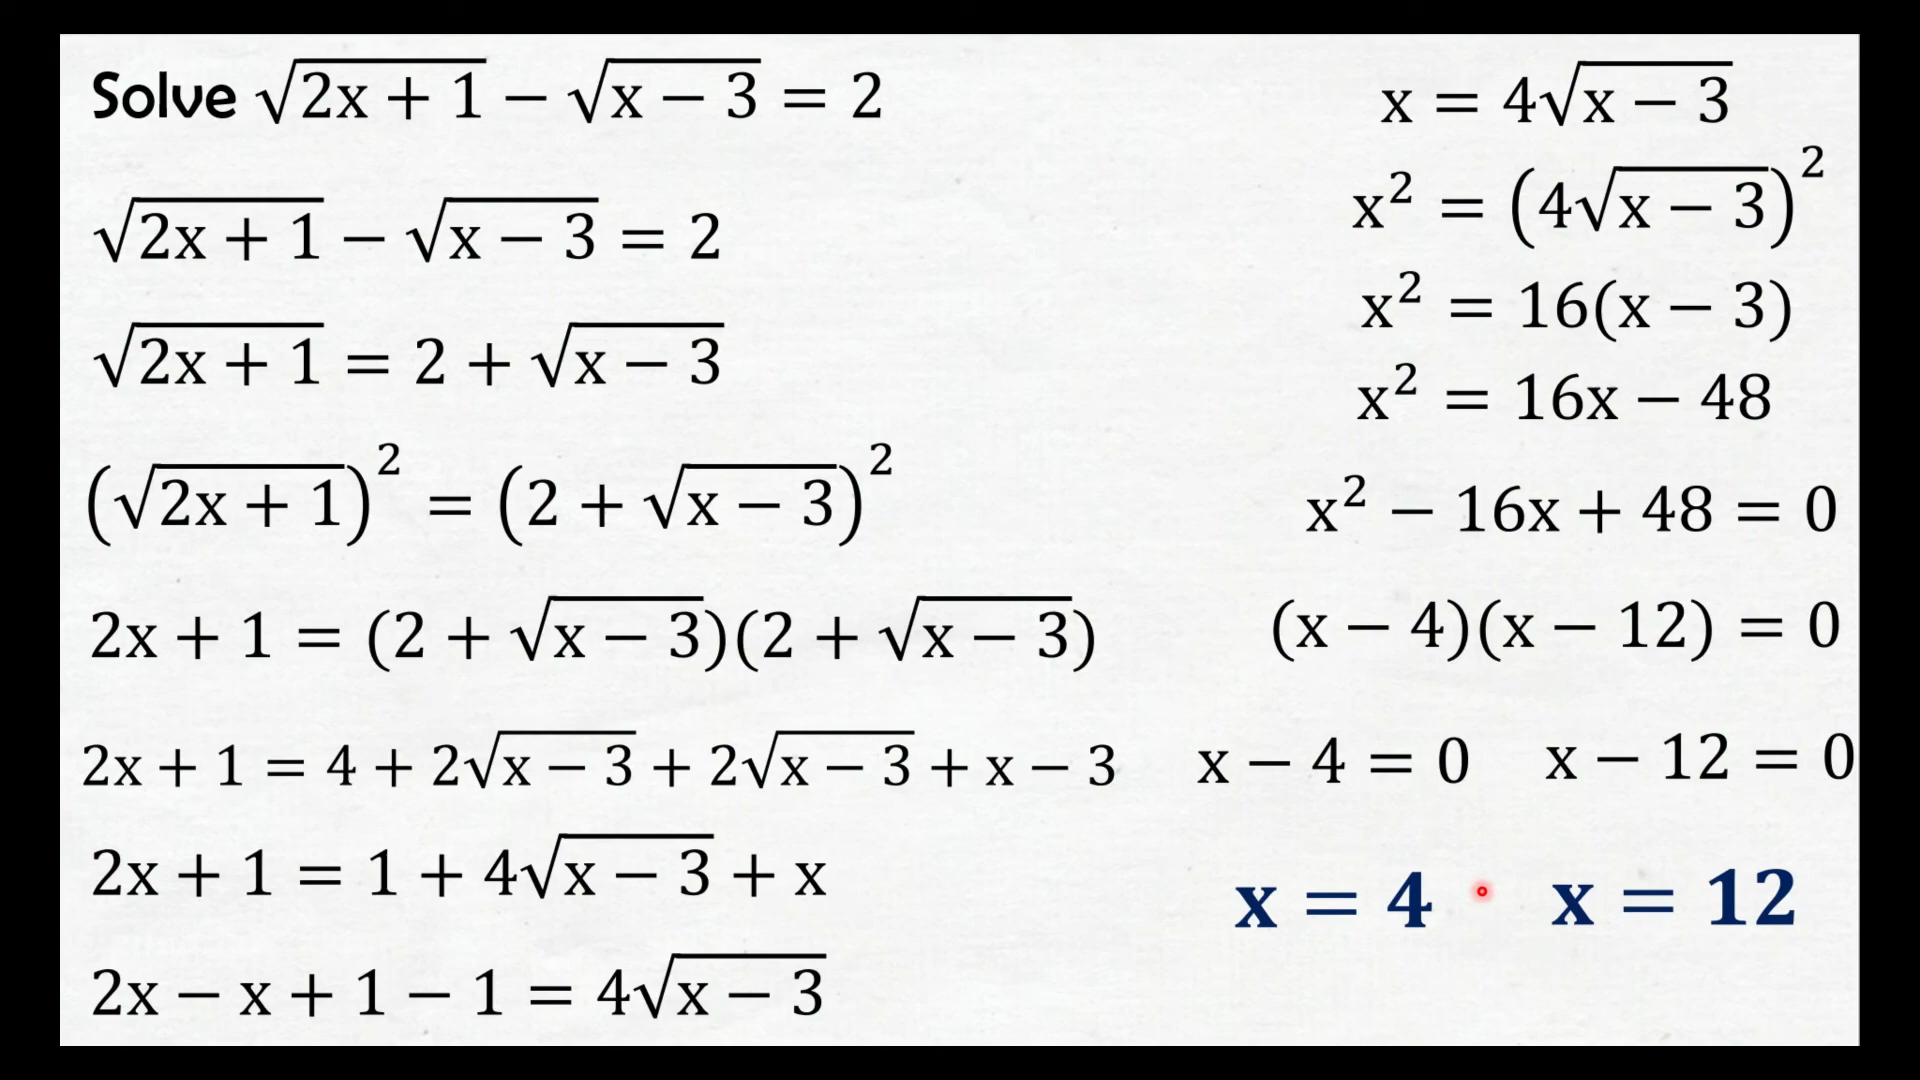 Solve √(2x + 1) − √(x − 3) = 2
√(2x + 1) − √(x − 3) = 2
√(2x + 1) = 2 + √(x − 3)
(√(2x + 1))² = (2 + √(x − 3))²
2x + 1 = (2 + √(x − 3))(2 + √(x − 3))
2x + 1 = 4 + 2√(x − 3) + 2√(x − 3) + x − 3
2x + 1 = 1 + 4√(x − 3) + x
2x − x + 1 − 1 = 4√(x − 3)
x = 4√(x − 3)
x² = (4√(x − 3))²
x² = 16(x − 3)
x² = 16x − 48
x² − 16x + 48 = 0
(x − 4)(x − 12) = 0
x − 4 = 0 x − 12 = 0
x = 4 x = 12